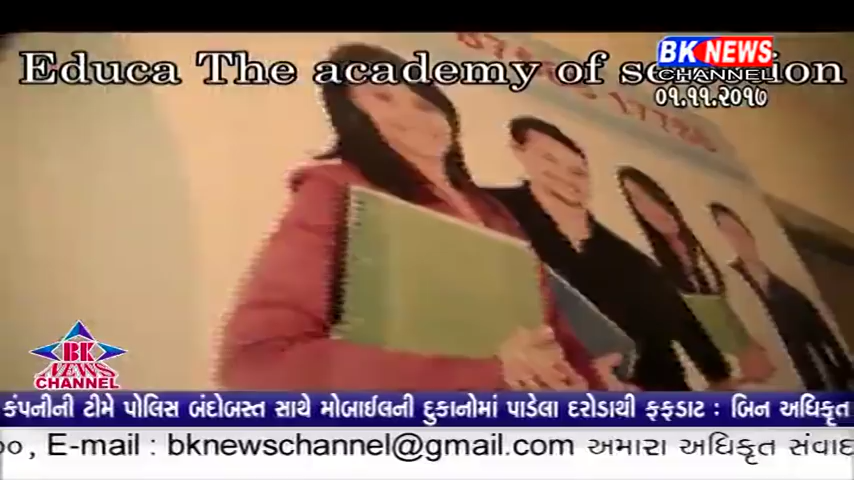 Educa The academy of
BK NEWS
CHANNEL
૦૧.૧૧.૨૦૧૭
BK
NEWS
CHANNEL
કંપનીની ટીમે પોલિસ બંદોબસ્ત સાથે મોબાઈલની દુકાનોમાં પાડેલા દરોડાથી ફફડાટ : બિન અધિકૃત
૦૦, E-mail : bknewschannel@gmail.com અમારા અધિકૃત સંવાદ